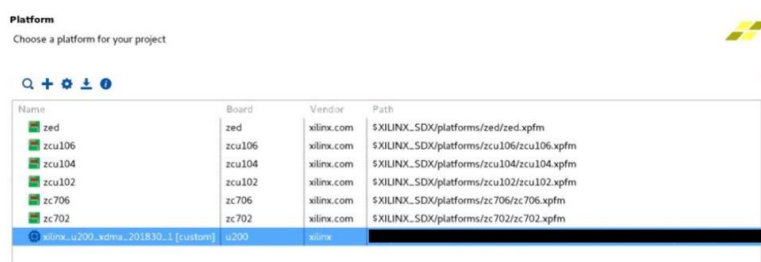 Platform
Choose a platform for your project
Name Board Vendor Path
zed zed xilinx.com $XILINX_SDX/platforms/zed/zed.xpfm
zcu106 zcu106 xilinx.com $XILINX_SDX/platforms/zcu106/zcu106.xpfm
zcu104 zcu104 xilinx.com $XILINX_SDX/platforms/zcu104/zcu104.xpfm
zcu102 zcu102 xilinx.com $XILINX_SDX/platforms/zcu102/zcu102.xpfm
zc706 zc706 xilinx.com $XILINX_SDX/platforms/zc706/zc706.xpfm
zc702 zc702 xilinx.com $XILINX_SDX/platforms/zc702/zc702.xpfm
xilinx_u200_xdma_201830_1 [custom] u200 xilinx